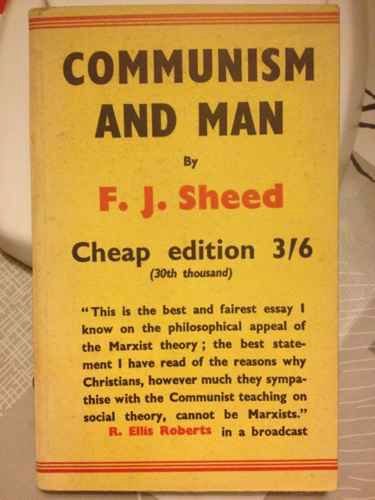 COMMUNISM
AND MAN
By
F. J. Sheed
Cheap edition 3/6
(30th thousand)
"This is the best and fairest essay I
know on the philosophical appeal of
the Marxist theory; the best state-
ment I have read of the reasons why
Christians, however much they sympa-
thise with the Communist teaching on
social theory, cannot be Marxists."
R. Ellis Roberts in a broadcast